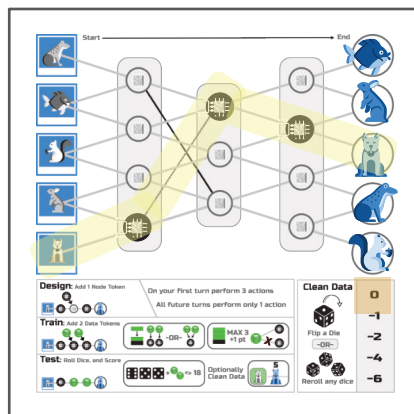 Start
End
Design: Add 1 Node Token
On your first turn perform 3 actions
All future turns perform only 1 action
Train: Add 2 Data Tokens
-OR-
MAX 3
+1 pt
Test: Roll Dice, and Score
+
=> 18
Optionally
Clean Data
5
Clean Data
Flip a Die
-OR-
Reroll any dice
0
-1
-2
-4
-6